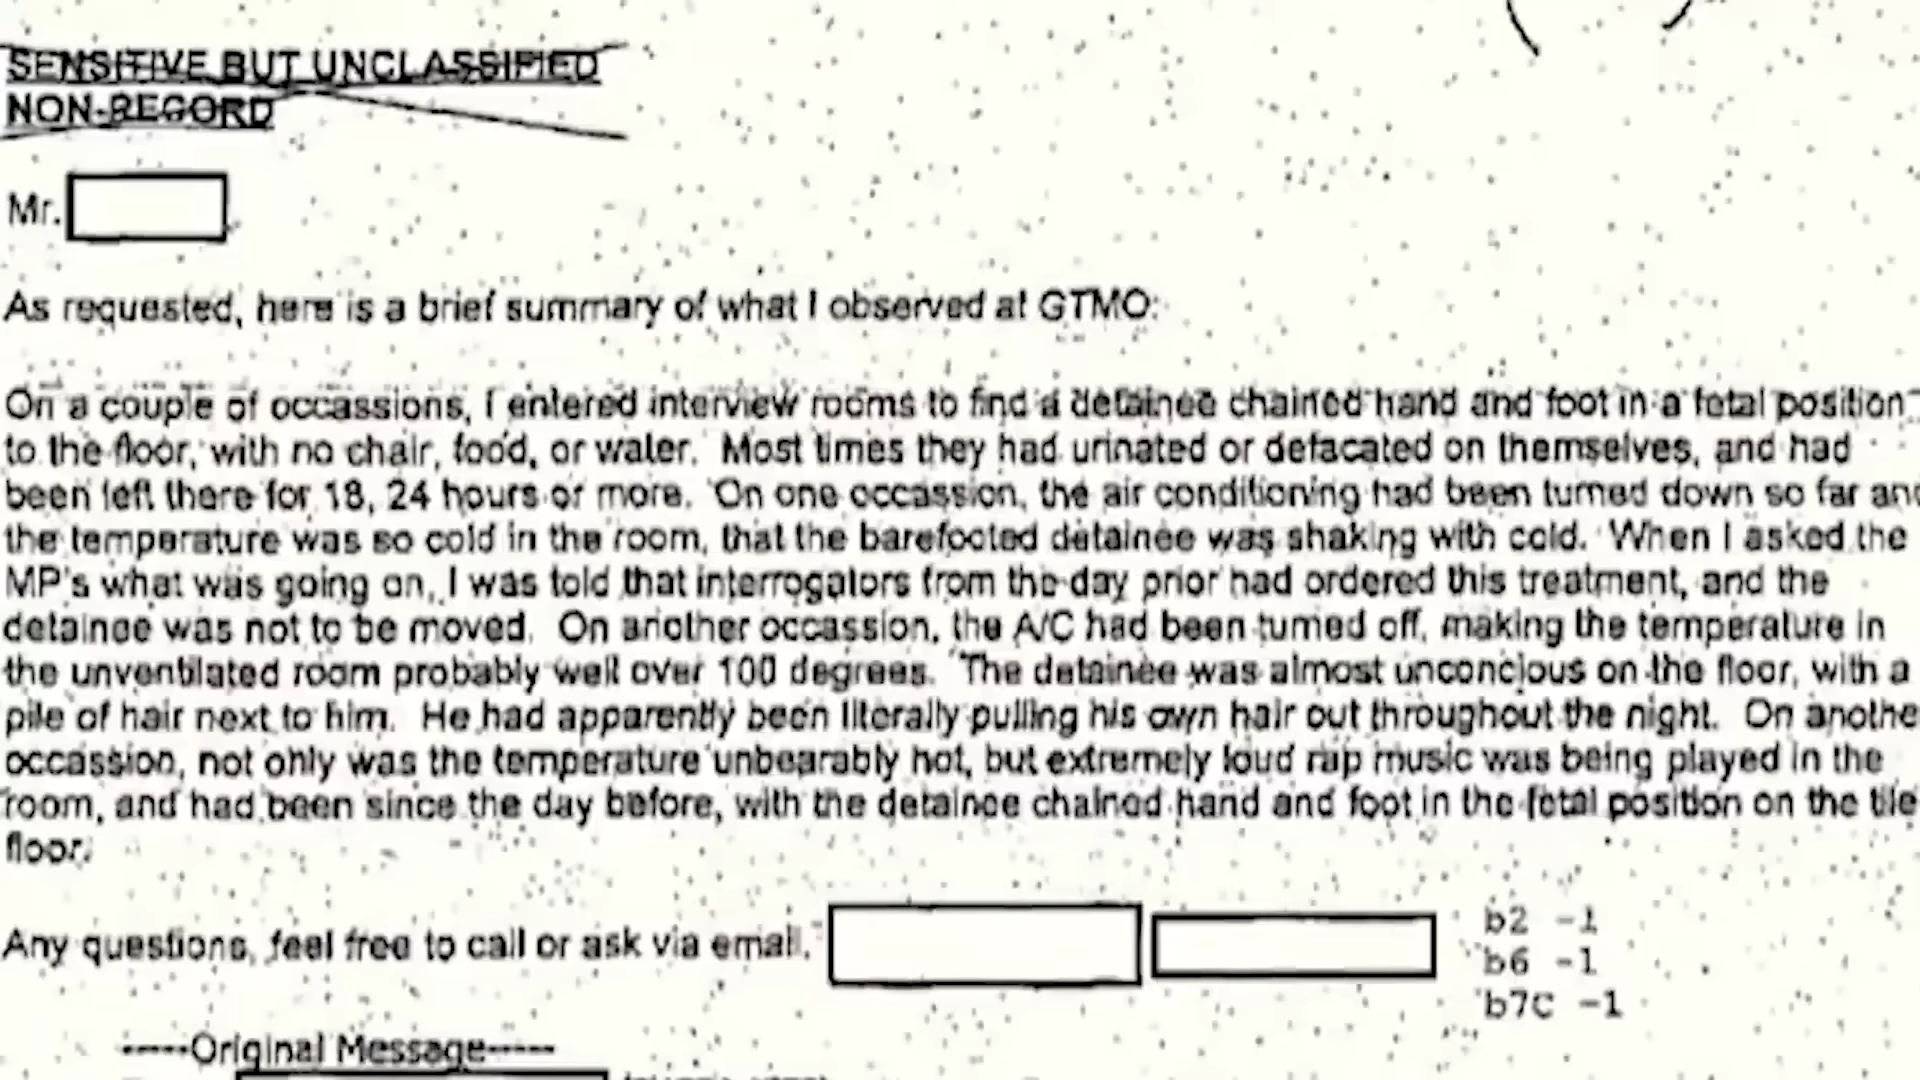 SENSITIVE BUT UNCLASSIFIED
NON-RECORD
Mr.
As requested, here is a brief summary of what I observed at GTMO:
On a couple of occassions, I entered interview rooms to find a detainee chained hand and foot in a fetal position
to the floor, with no chair, food, or water. Most times they had urinated or defacated on themselves, and had
been left there for 18, 24 hours or more. On one occassion, the air conditioning had been turned down so far and
the temperature was so cold in the room, that the barefooted detainee was shaking with cold. When I asked the
MP's what was going on, I was told that interrogators from the day prior had ordered this treatment, and the
detainee was not to be moved. On another occassion, the A/C had been turned off, making the temperature in
the unventilated room probably well over 100 degrees. The detainee was almost unconcious on the floor, with a
pile of hair next to him. He had apparently been literally pulling his own hair out throughout the night. On anothe
occassion, not only was the temperature unbearably hot, but extremely loud rap music was being played in the
room, and had been since the day before, with the detainee chained hand and foot in the fetal position on the tile
floor.
Any questions, feel free to call or ask via email.
b2 -1
b6 -1
b7C -1
-----Original Message-----